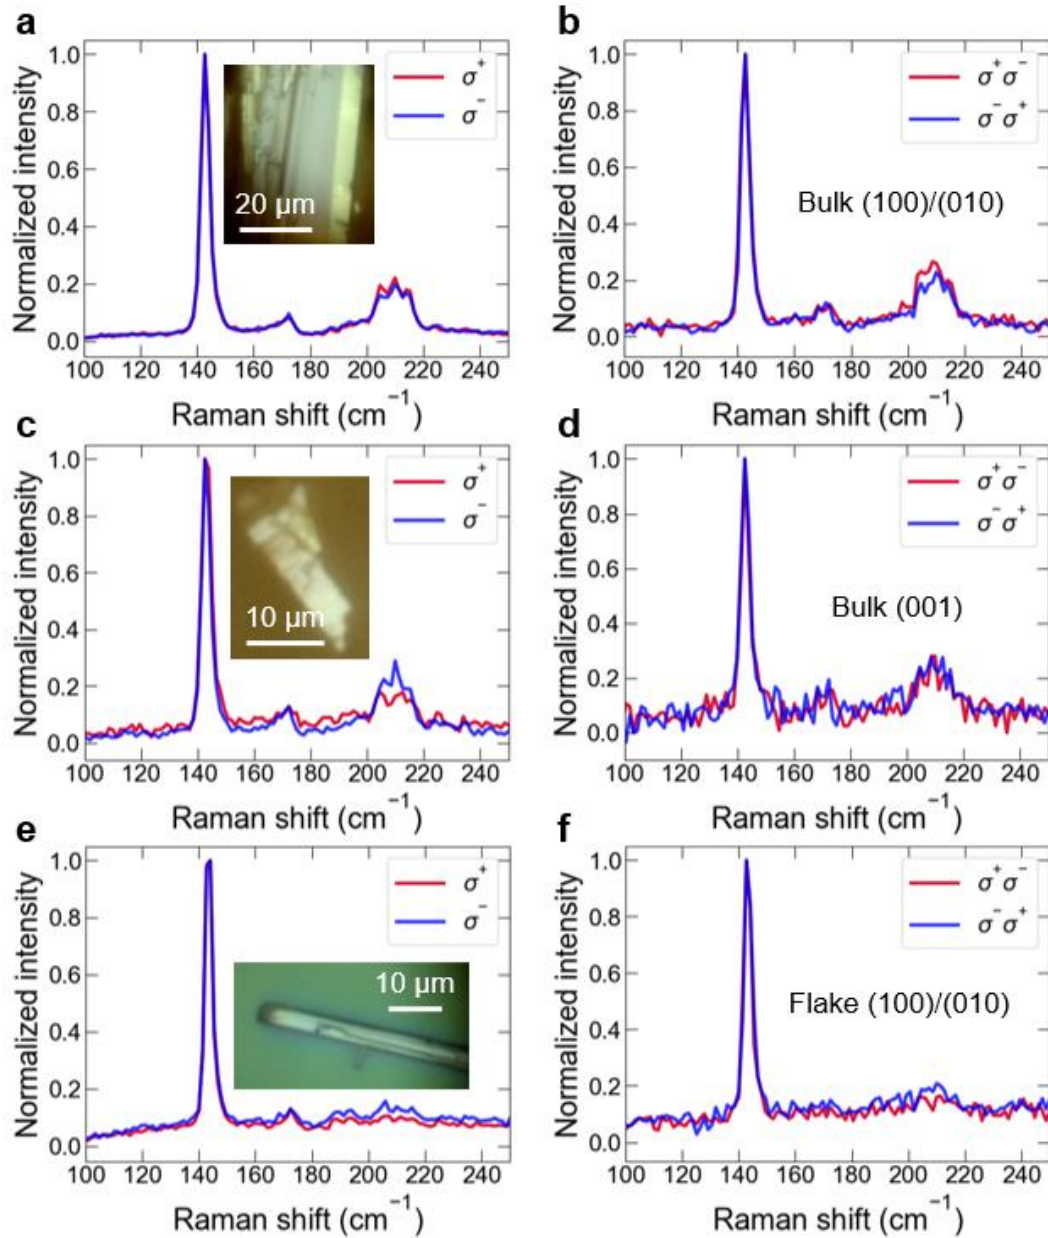 a
1.0
0.8
0.6
0.4
0.2
0.0
Normalized intensity
σ⁺
σ⁻
20 µm
100 120 140 160 180 200 220 240
Raman shift (cm⁻¹)
b
1.0
0.8
0.6
0.4
0.2
0.0
Normalized intensity
σ⁺σ⁻
σ⁻σ⁺
Bulk (100)/(010)
100 120 140 160 180 200 220 240
Raman shift (cm⁻¹)
c
1.0
0.8
0.6
0.4
0.2
0.0
Normalized intensity
σ⁺
σ⁻
10 µm
100 120 140 160 180 200 220 240
Raman shift (cm⁻¹)
d
1.0
0.8
0.6
0.4
0.2
0.0
Normalized intensity
σ⁺σ⁻
σ⁻σ⁺
Bulk (001)
100 120 140 160 180 200 220 240
Raman shift (cm⁻¹)
e
1.0
0.8
0.6
0.4
0.2
0.0
Normalized intensity
σ⁺
σ⁻
10 µm
100 120 140 160 180 200 220 240
Raman shift (cm⁻¹)
f
1.0
0.8
0.6
0.4
0.2
0.0
Normalized intensity
σ⁺σ⁻
σ⁻σ⁺
Flake (100)/(010)
100 120 140 160 180 200 220 240
Raman shift (cm⁻¹)